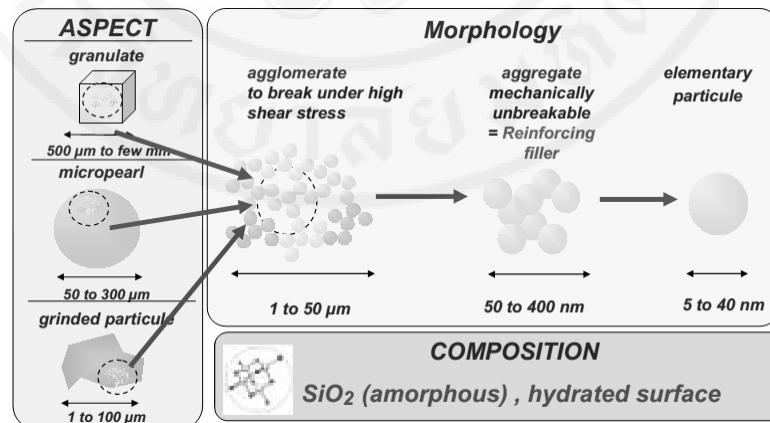 ASPECT
granulate
500 µm to few mm
micropearl
50 to 300 µm
grinded particule
1 to 100 µm
Morphology
agglomerate
to break under high
shear stress
1 to 50 µm
aggregate
mechanically
unbreakable
= Reinforcing
filler
50 to 400 nm
elementary
particule
5 to 40 nm
COMPOSITION
SiO2 (amorphous) , hydrated surface